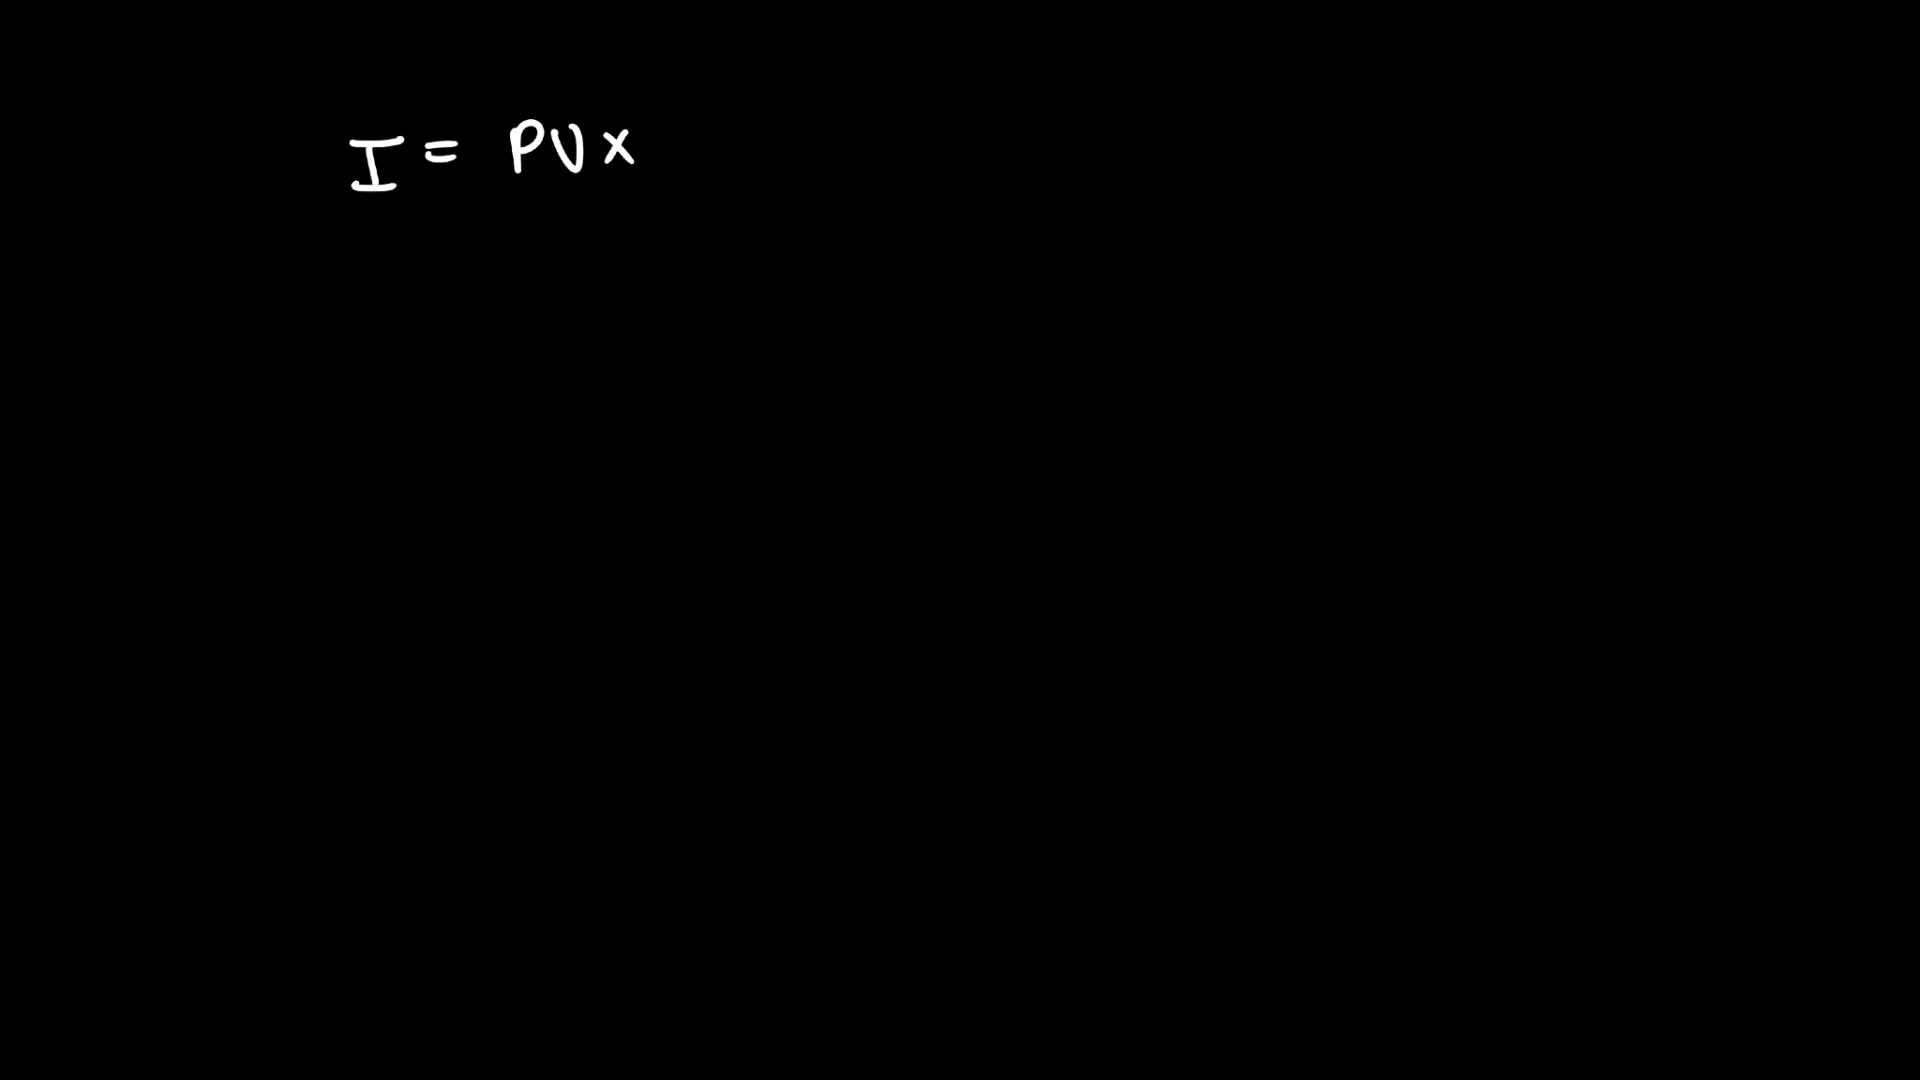 I = PV x